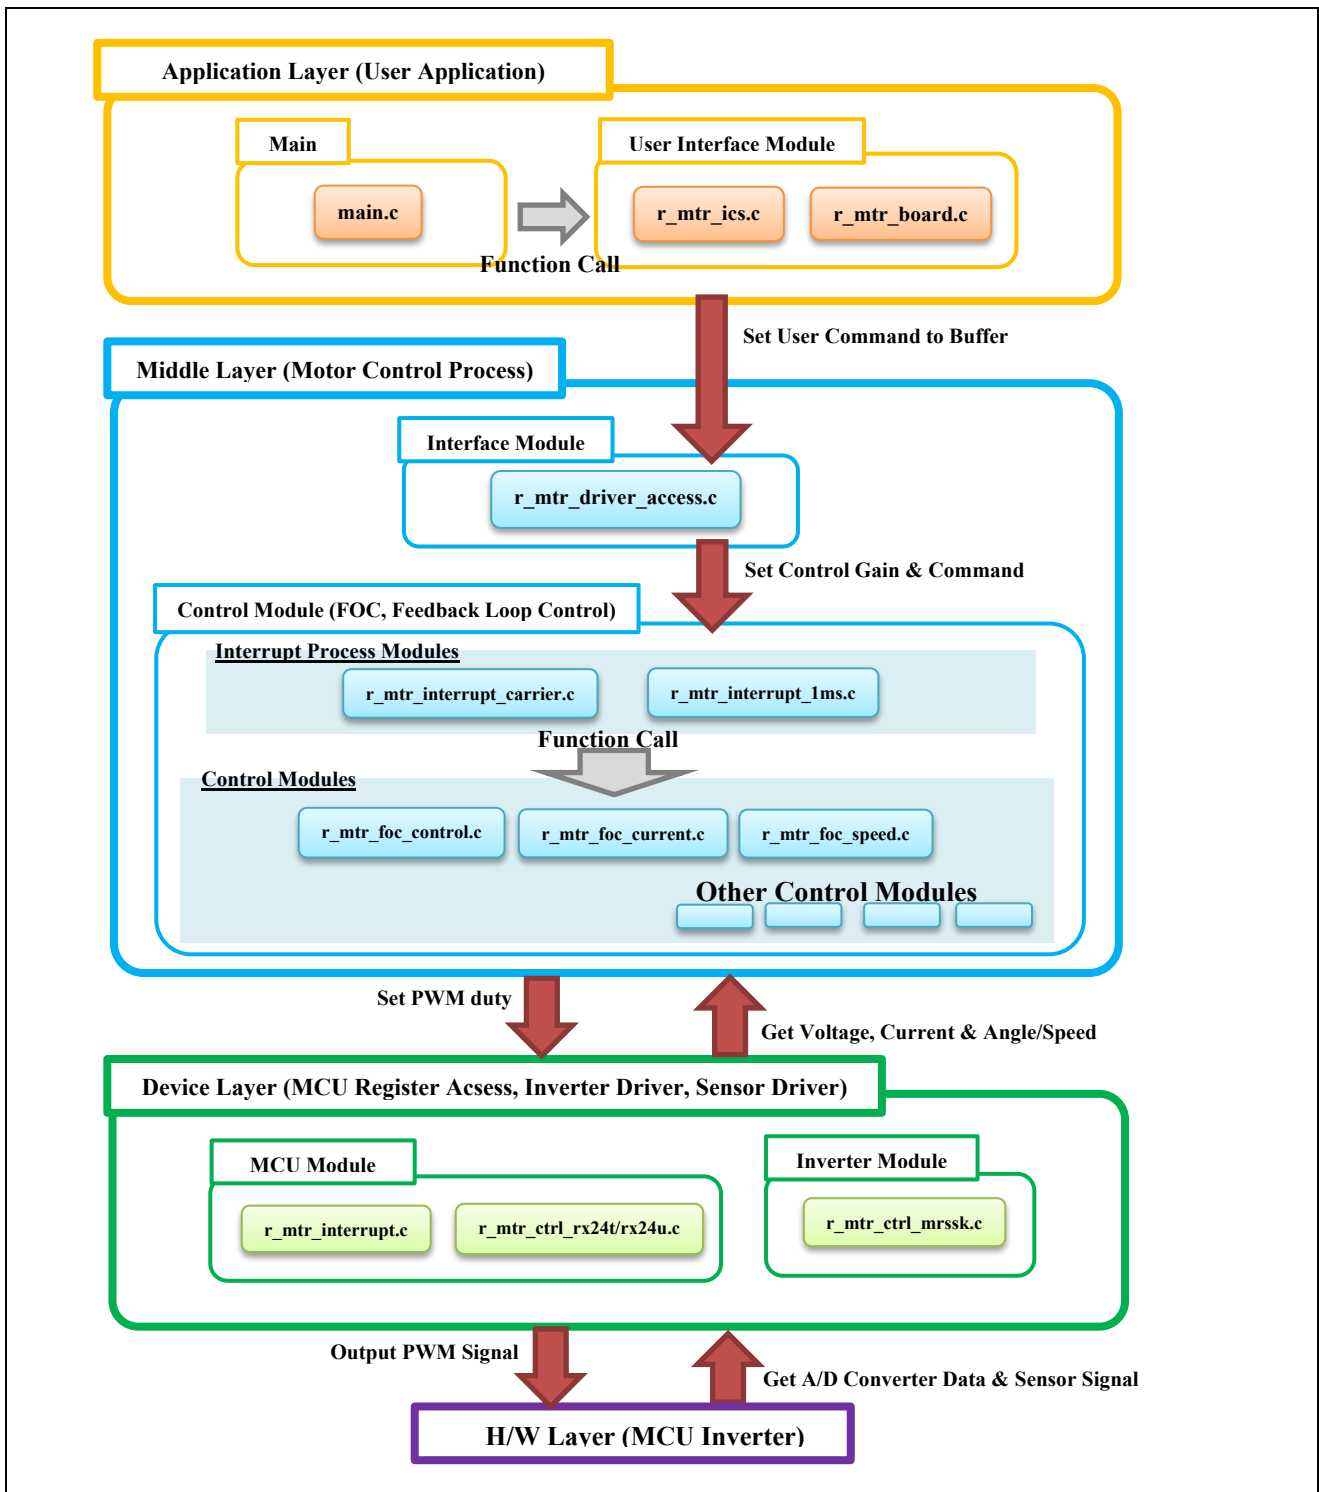 Application Layer (User Application)
Main
User Interface Module
main.c
r_mtr_ics.c
r_mtr_board.c
Function Call
Set User Command to Buffer
Middle Layer (Motor Control Process)
Interface Module
r_mtr_driver_access.c
Set Control Gain & Command
Control Module (FOC, Feedback Loop Control)
Interrupt Process Modules
r_mtr_interrupt_carrier.c
r_mtr_interrupt_1ms.c
Function Call
Control Modules
r_mtr_foc_control.c
r_mtr_foc_current.c
r_mtr_foc_speed.c
Other Control Modules
Set PWM duty
Get Voltage, Current & Angle/Speed
Device Layer (MCU Register Acsess, Inverter Driver, Sensor Driver)
MCU Module
Inverter Module
r_mtr_interrupt.c
r_mtr_ctrl_rx24t/rx24u.c
r_mtr_ctrl_mrssk.c
Output PWM Signal
Get A/D Converter Data & Sensor Signal
H/W Layer (MCU Inverter)